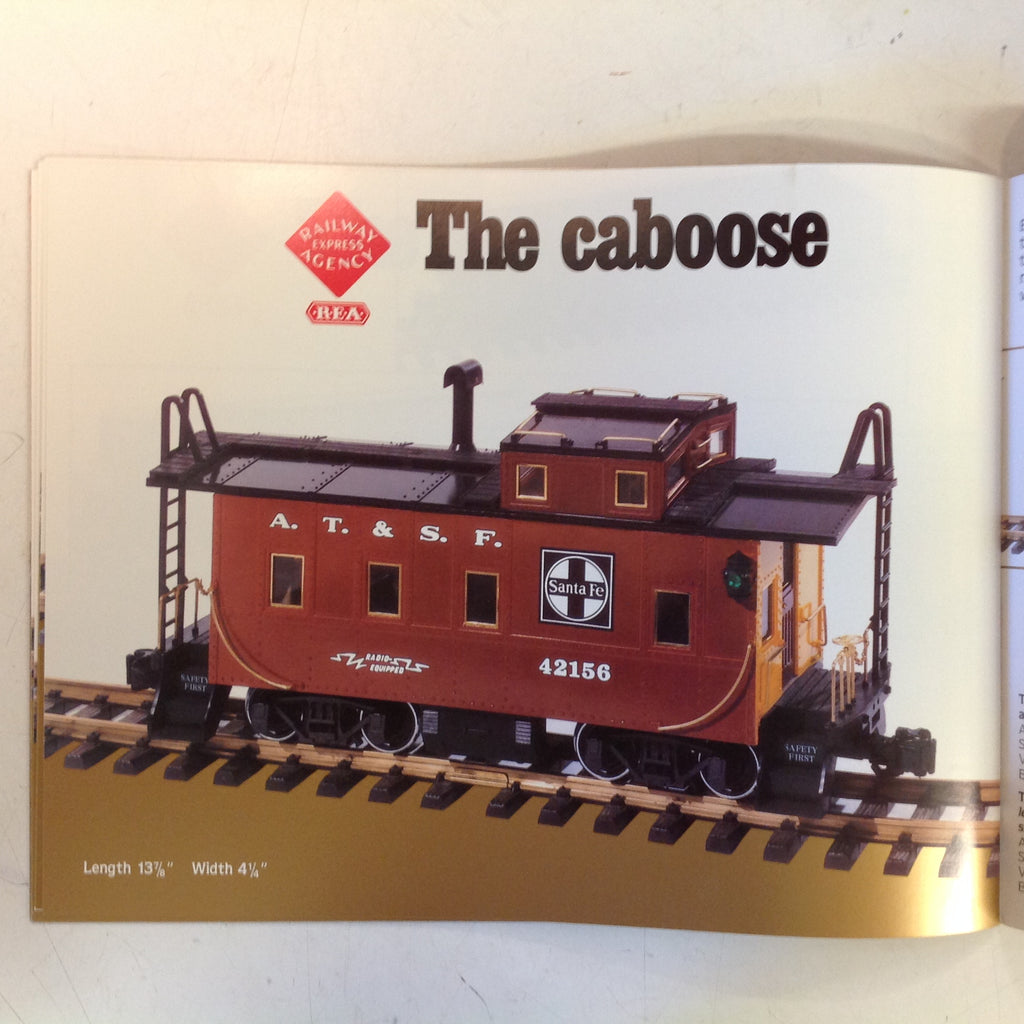 RAILWAY
EXPRESS
AGENCY
REA
The caboose
A. T. & S. F.
Santa Fe
RADIO-
EQUIPPED
42156
SAFETY
FIRST
SAFETY
FIRST
Length 13⅞" Width 4¼"